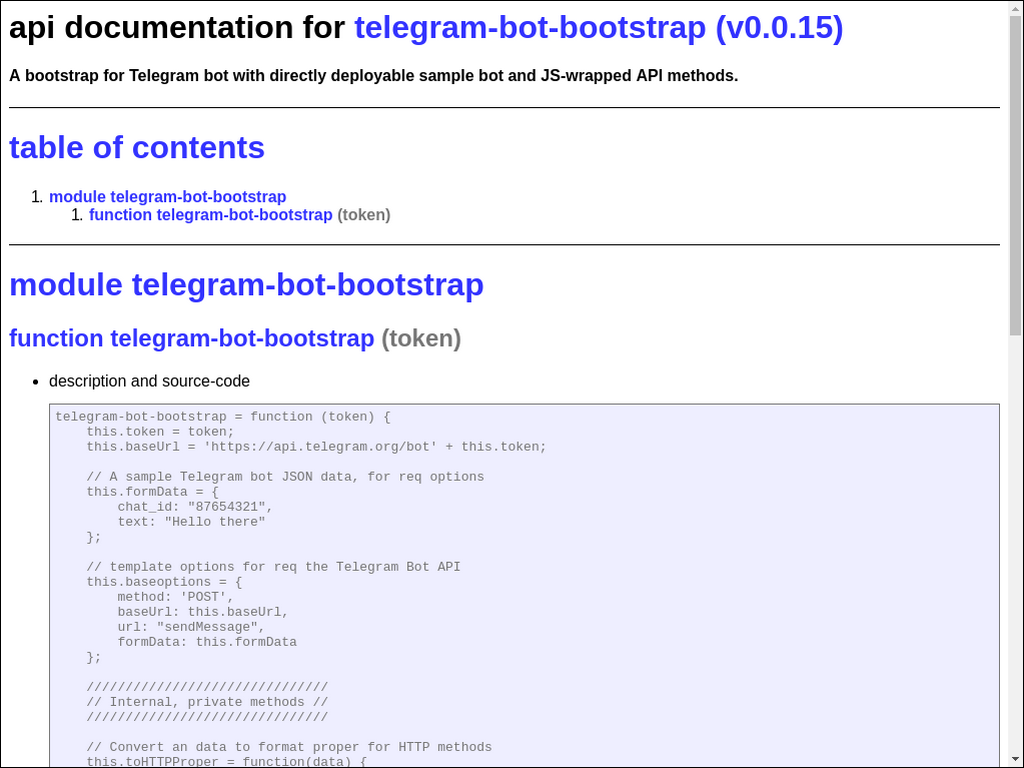 api documentation for telegram-bot-bootstrap (v0.0.15)
A bootstrap for Telegram bot with directly deployable sample bot and JS-wrapped API methods.
table of contents
1. module telegram-bot-bootstrap
1. function telegram-bot-bootstrap (token)
module telegram-bot-bootstrap
function telegram-bot-bootstrap (token)
• description and source-code
telegram-bot-bootstrap = function (token) {
    this.token = token;
    this.baseUrl = 'https://api.telegram.org/bot' + this.token;

    // A sample Telegram bot JSON data, for req options
    this.formData = {
        chat_id: "87654321",
        text: "Hello there"
    };

    // template options for req the Telegram Bot API
    this.baseoptions = {
        method: 'POST',
        baseUrl: this.baseUrl,
        url: "sendMessage",
        formData: this.formData
    };

    ///////////////////////////////
    // Internal, private methods //
    ///////////////////////////////

    // Convert an data to format proper for HTTP methods
    this.toHTTPProper = function(data) {